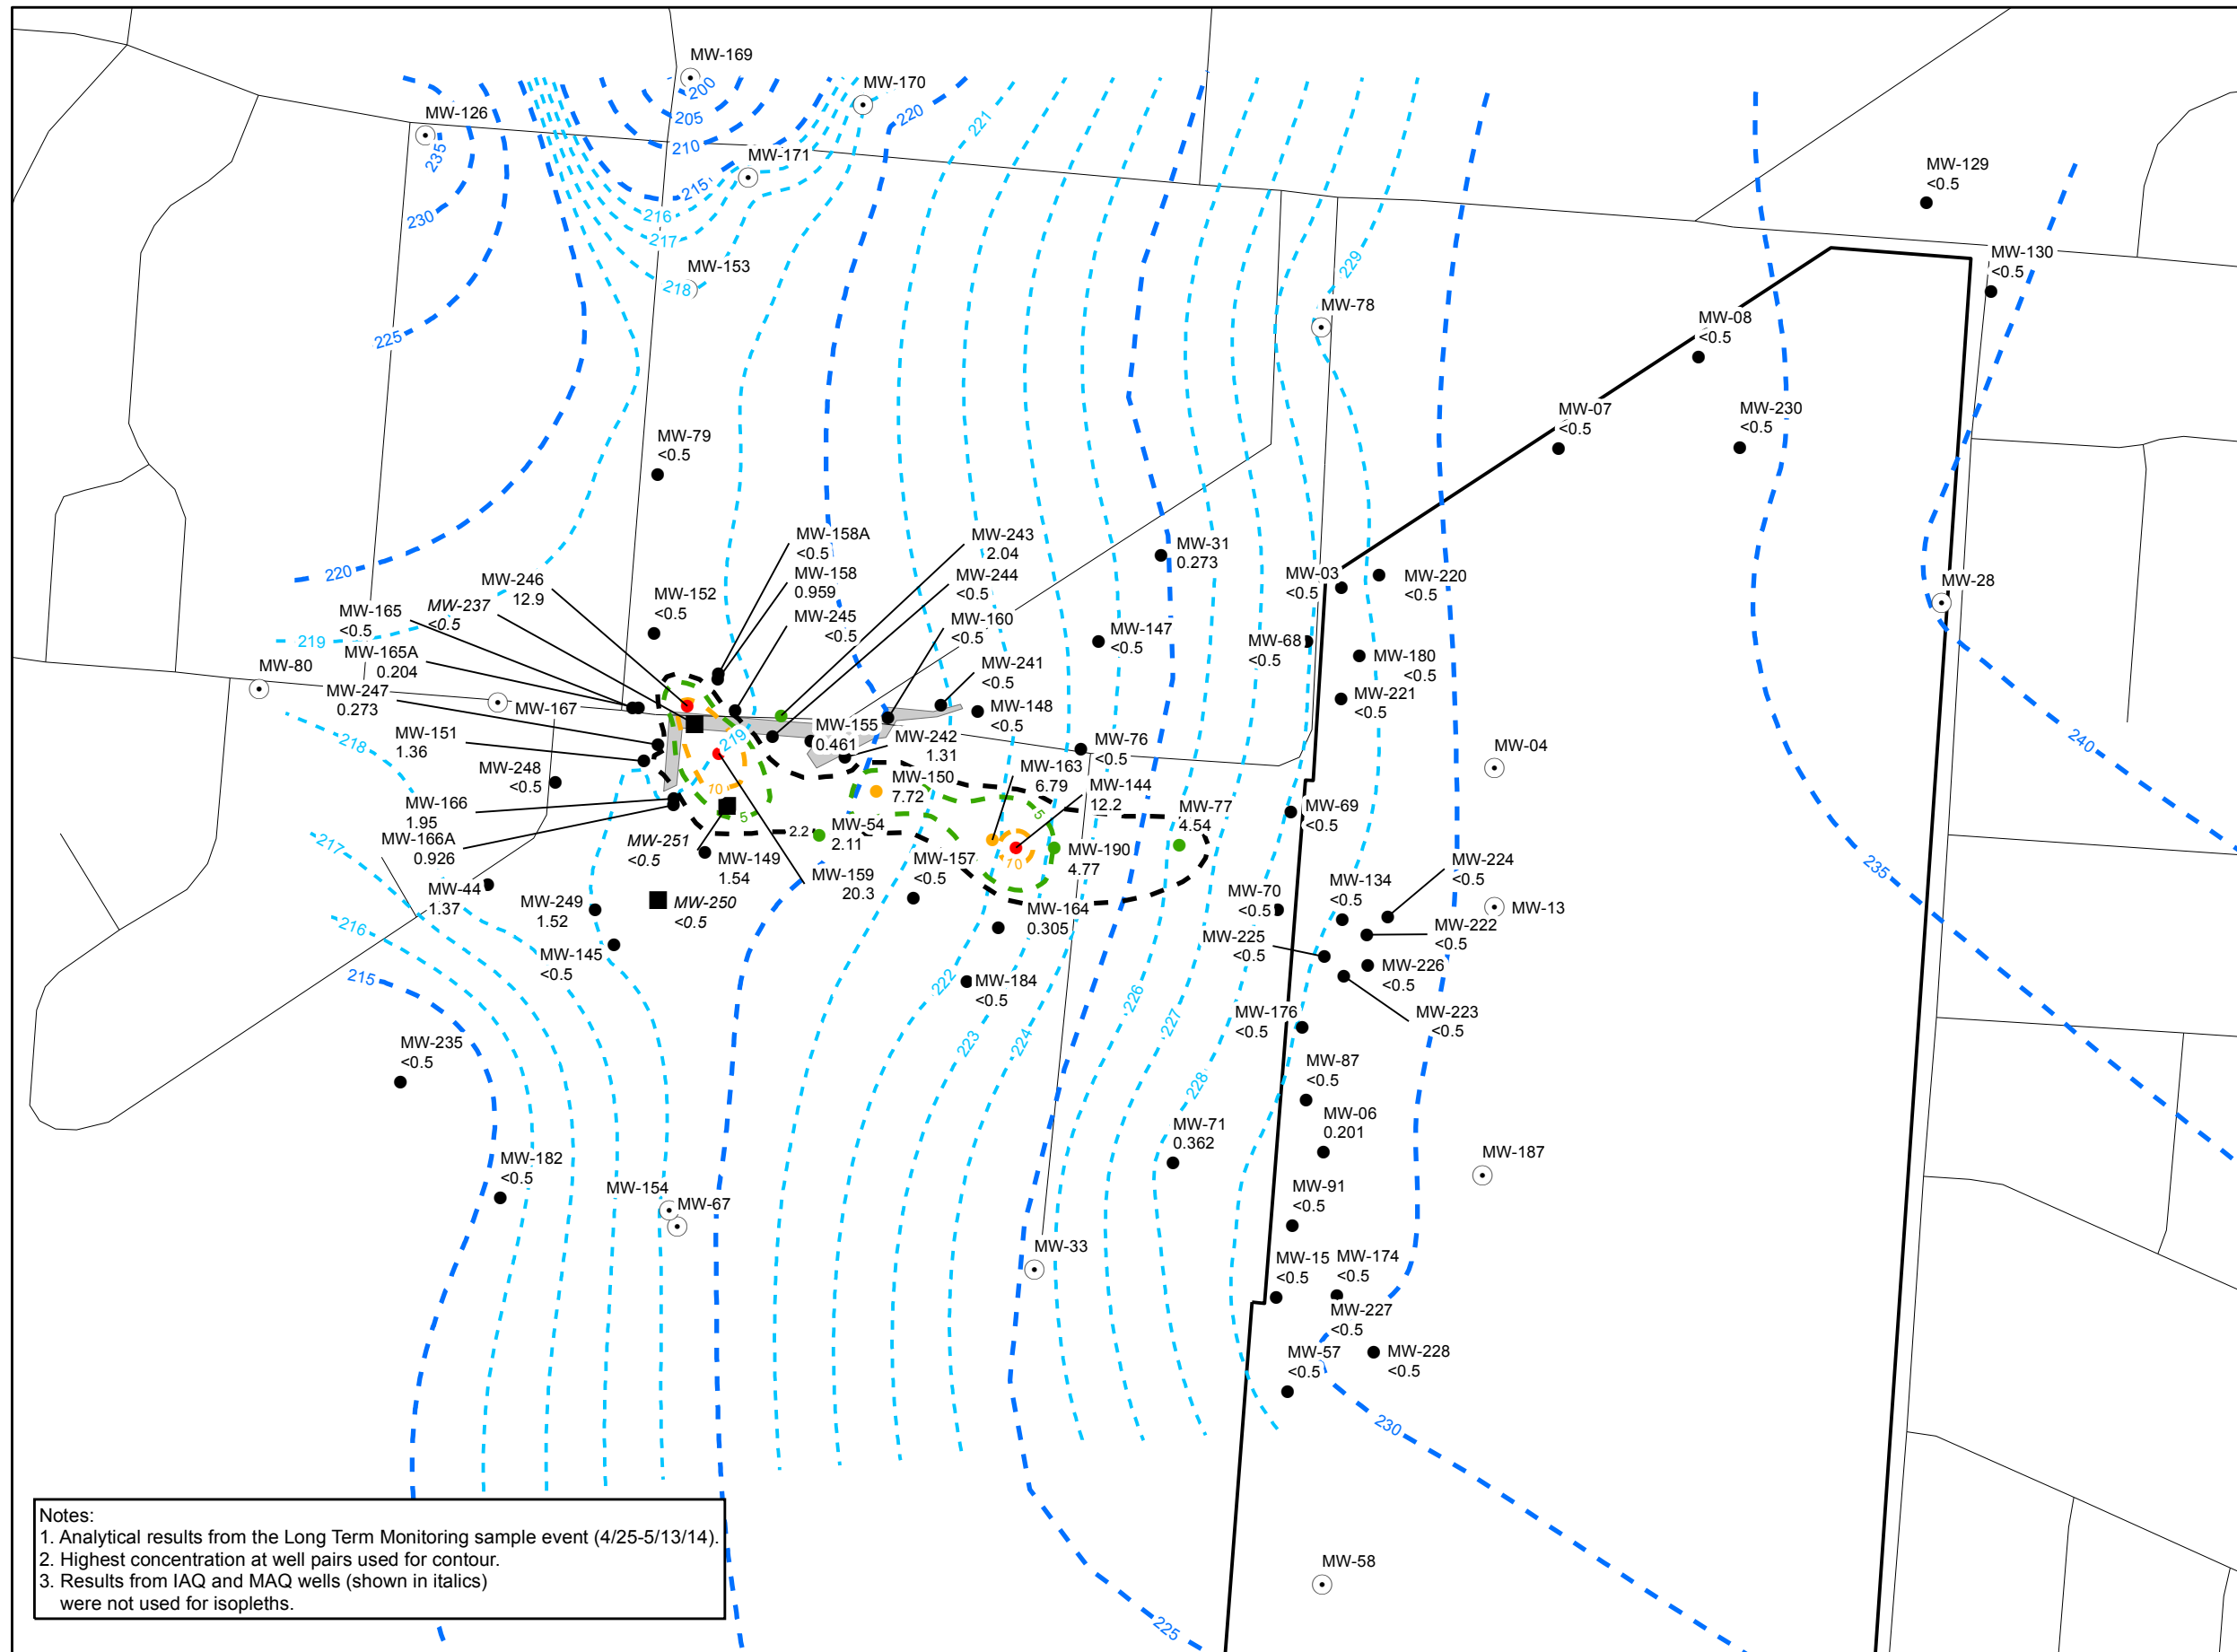 MW-169
MW-170
MW-126
200
205
220
221
210
235
MW-171
215
216
230
217
MW-153
218
225
229
MW-78
MW-129
<0.5
MW-130
<0.5
MW-08
<0.5
MW-07
<0.5
MW-230
<0.5
MW-79
<0.5
220
219
MW-246
12.9
MW-237
<0.5
MW-165
<0.5
MW-165A
0.204
MW-80
MW-247
0.273
MW-167
MW-151
1.36
218
MW-248
<0.5
MW-166
1.95
MW-166A
0.926
217
MW-44
1.37
216
MW-249
1.52
215
MW-145
<0.5
MW-152
<0.5
MW-158A
<0.5
MW-158
0.959
MW-245
<0.5
MW-243
2.04
MW-244
<0.5
MW-160
<0.5
MW-241
<0.5
MW-148
<0.5
MW-155
0.461
MW-242
1.31
219
10
5
2.2
MW-150
7.72
MW-54
2.11
MW-251
<0.5
MW-149
1.54
MW-159
20.3
MW-250
<0.5
MW-157
<0.5
MW-163
6.79
MW-144
12.2
5
10
MW-190
4.77
MW-77
4.54
MW-164
0.305
MW-184
<0.5
MW-31
0.273
MW-147
<0.5
MW-76
<0.5
MW-03
<0.5
MW-220
<0.5
MW-68
<0.5
MW-180
<0.5
MW-221
<0.5
MW-28
MW-04
240
MW-69
<0.5
235
MW-224
<0.5
MW-134
<0.5
MW-70
<0.5
MW-13
MW-222
<0.5
MW-225
<0.5
MW-226
<0.5
MW-223
<0.5
MW-176
<0.5
222
223
224
226
227
228
MW-235
<0.5
MW-87
<0.5
MW-06
0.201
MW-71
0.362
MW-187
MW-182
<0.5
MW-154
MW-67
MW-91
<0.5
MW-33
MW-15
<0.5
MW-174
<0.5
MW-227
<0.5
MW-57
<0.5
MW-228
<0.5
230
MW-58
225
Notes:
1. Analytical results from the Long Term Monitoring sample event (4/25-5/13/14).
2. Highest concentration at well pairs used for contour.
3. Results from IAQ and MAQ wells (shown in italics)
were not used for isopleths.